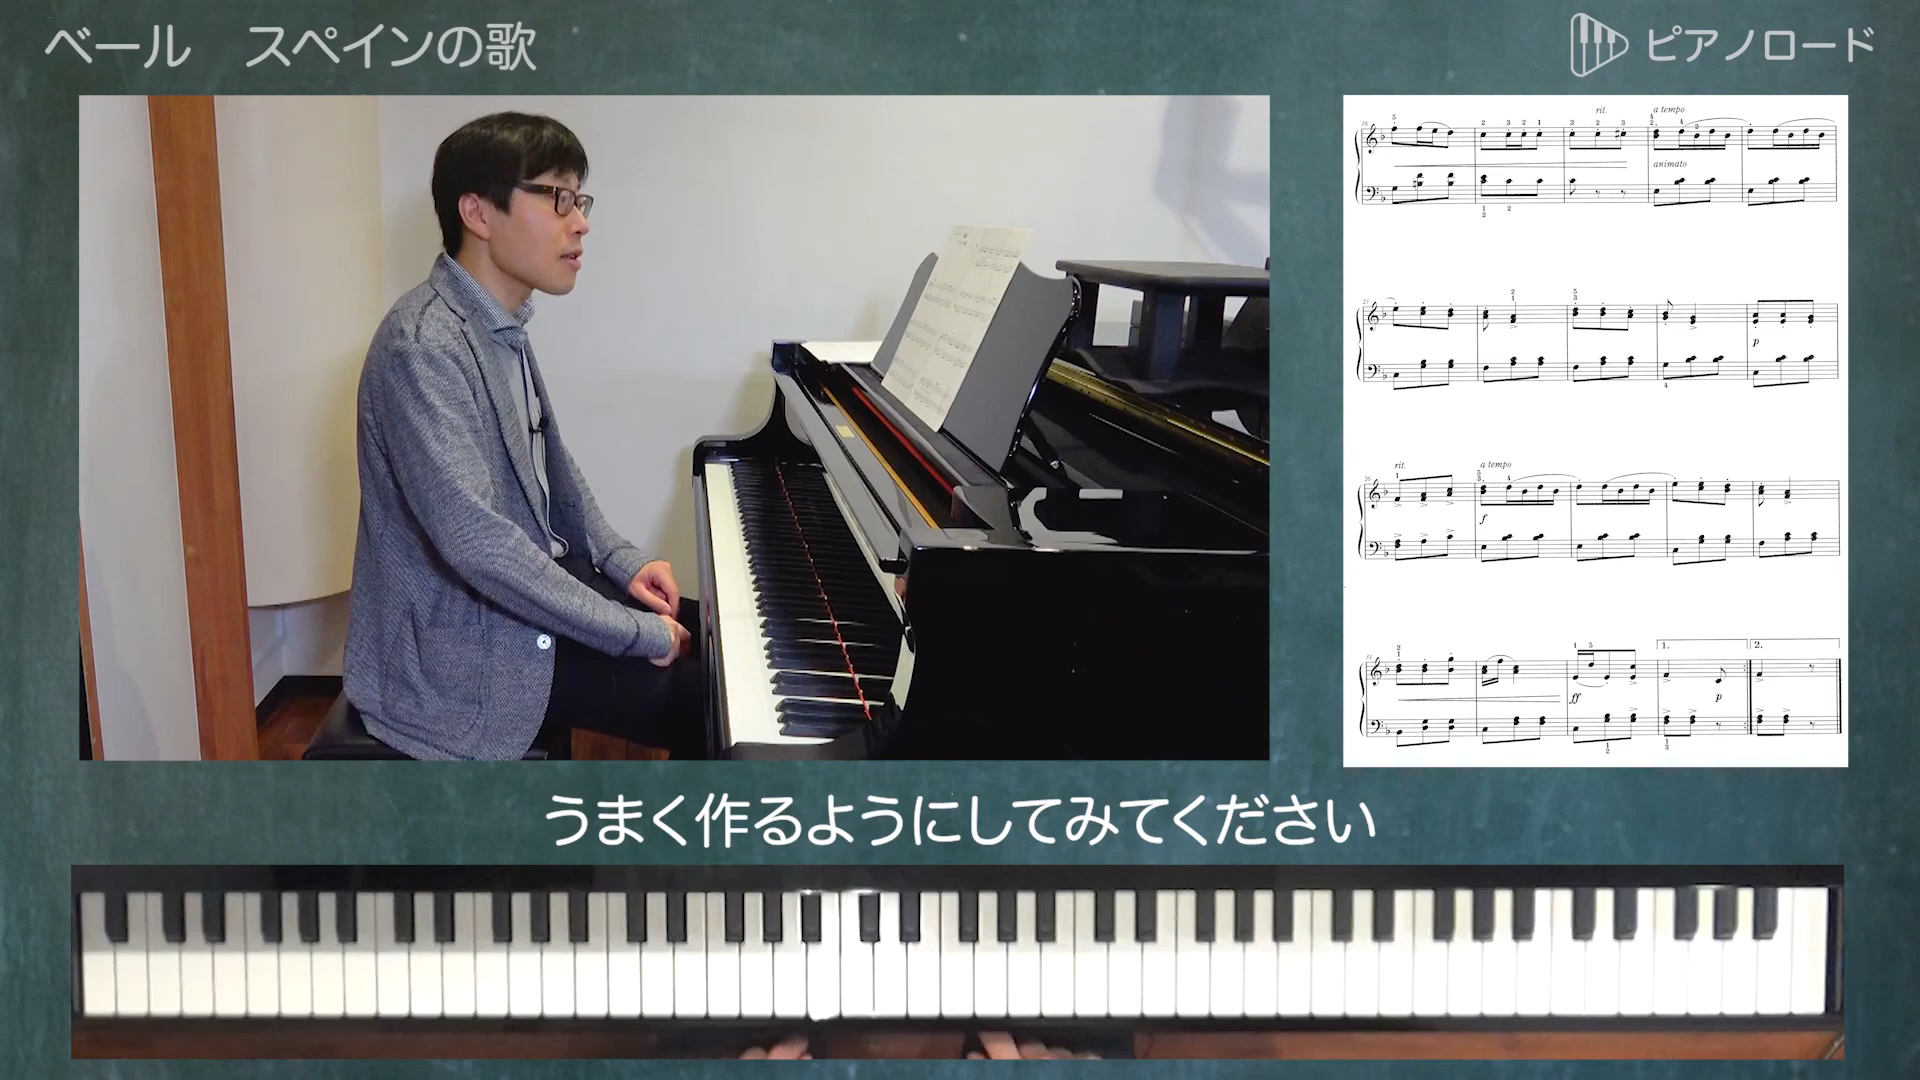 ベール　スペインの歌
ピアノロード
rit.
a tempo
animato
p
rit.
a tempo
f
1.
2.
ff
p
うまく作るようにしてみてください